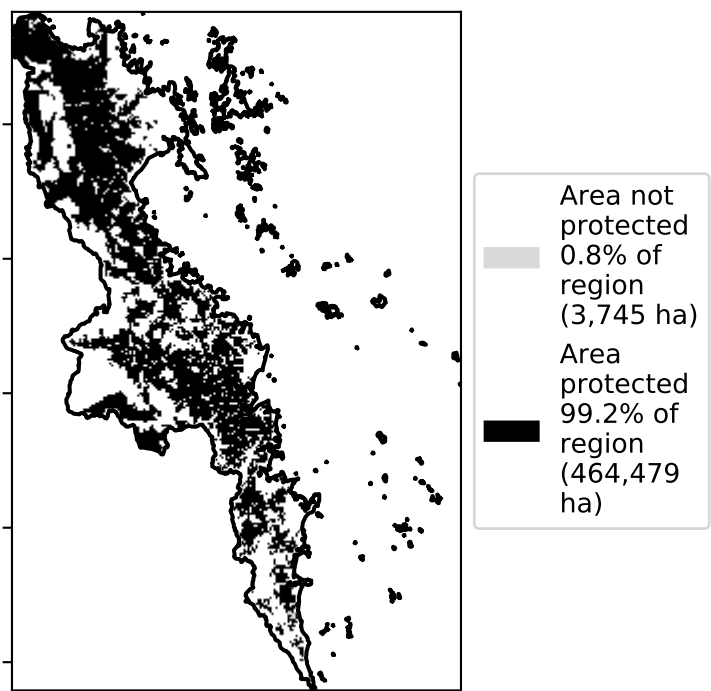 Area not
protected
0.8% of
region
(3,745 ha)
Area
protected
99.2% of
region
(464,479
ha)